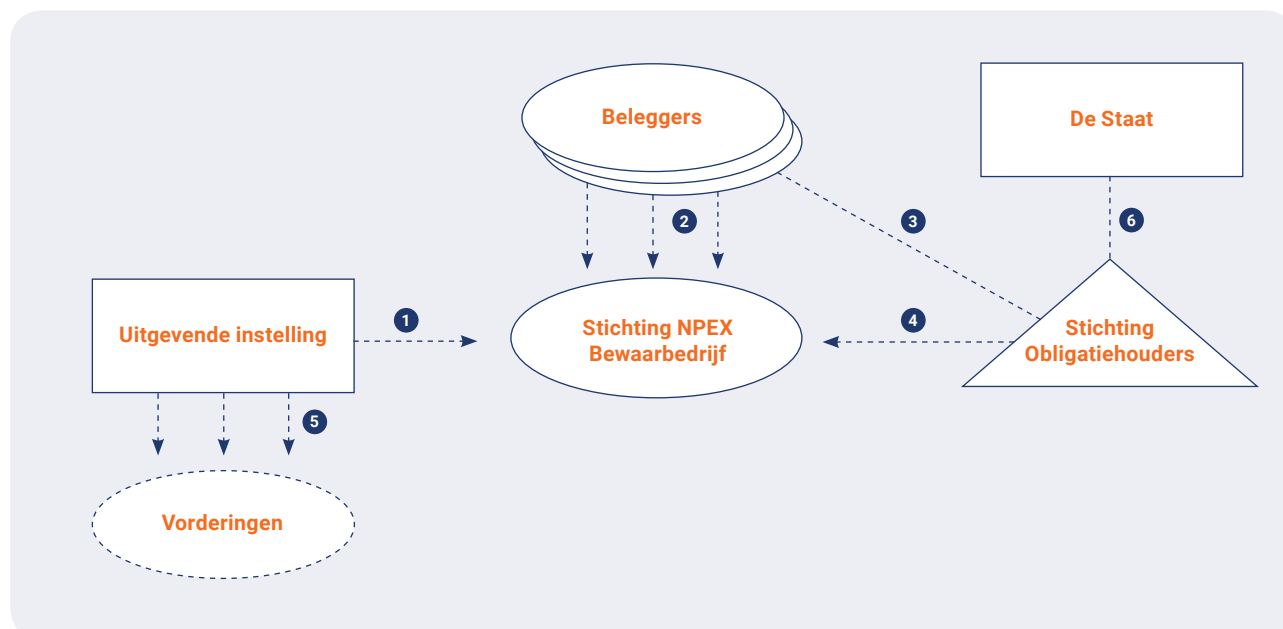 Beleggers
De Staat
2
3
6
Uitgevende instelling
1
Stichting NPEX
Bewaarbedrijf
4
Stichting
Obligatiehouders
5
Vorderingen